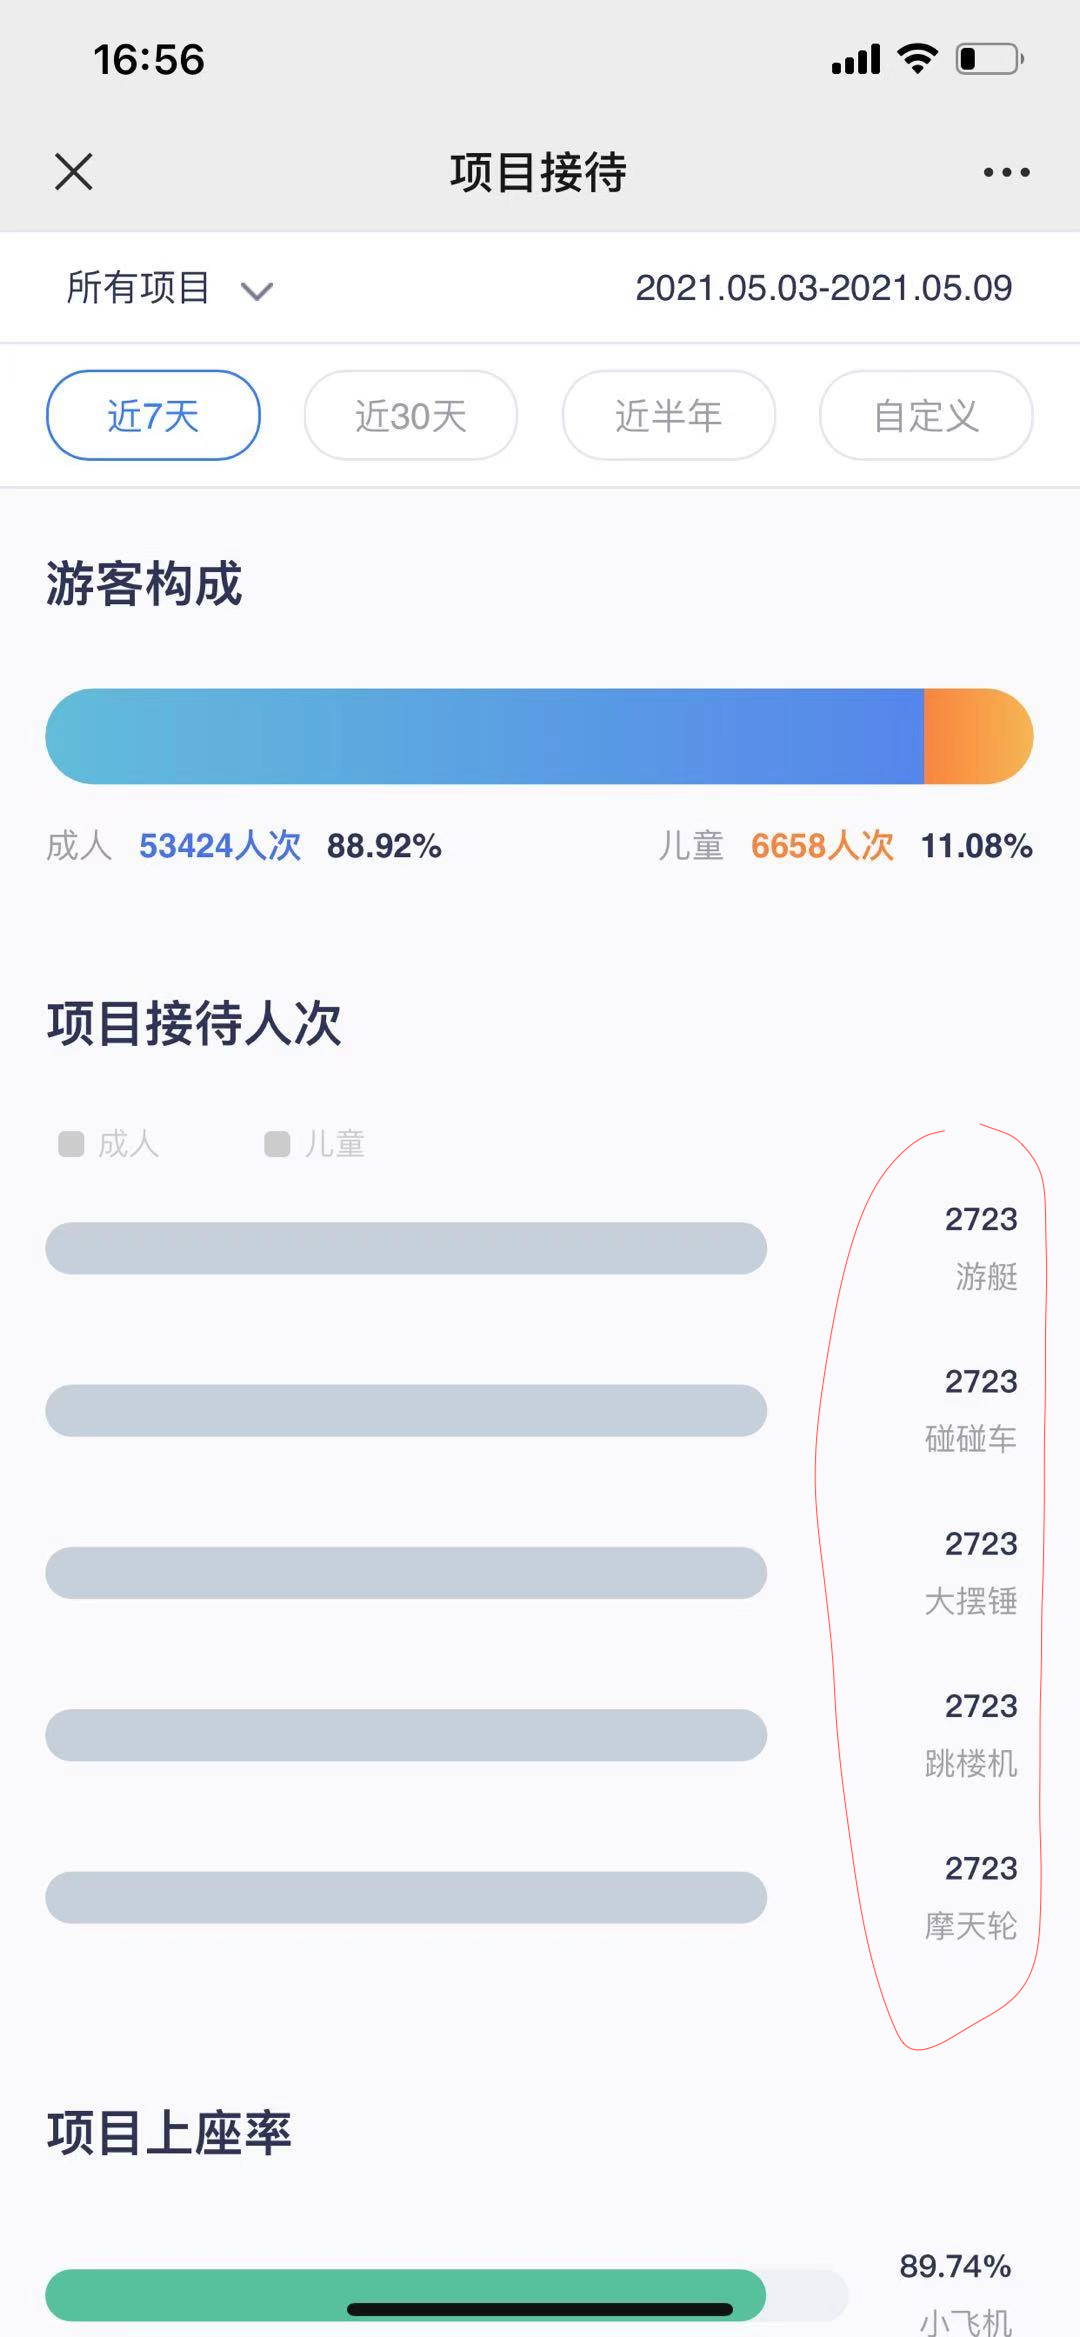 16:56
项目接待
所有项目 2021.05.03-2021.05.09
近7天 近30天 近半年 自定义
游客构成
成人 53424人次 88.92% 儿童 6658人次 11.08%
项目接待人次
成人 儿童
2723
游艇
2723
碰碰车
2723
大摆锤
2723
跳楼机
2723
摩天轮
项目上座率
89.74%
小飞机